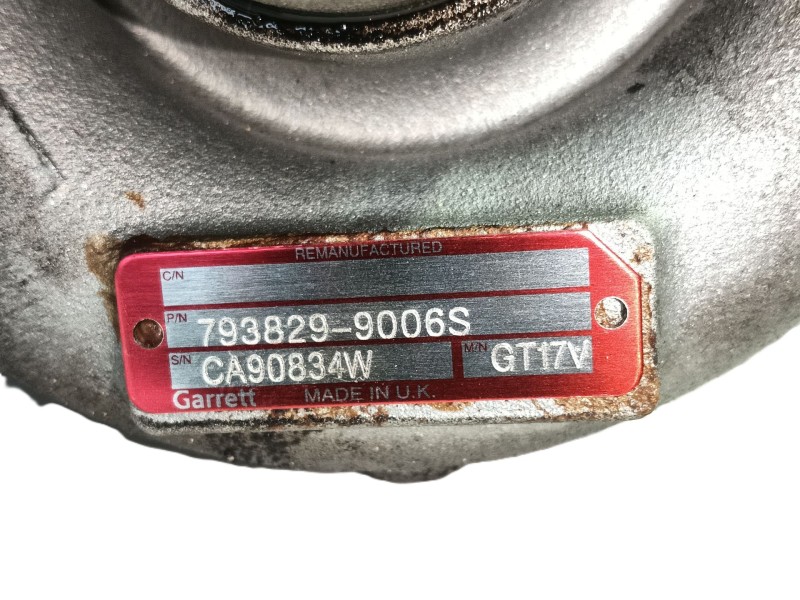 REMANUFACTURED
C/N
P/N 793829-9006S
S/N CA90834W M/N GT17V
Garrett MADE IN U.K.